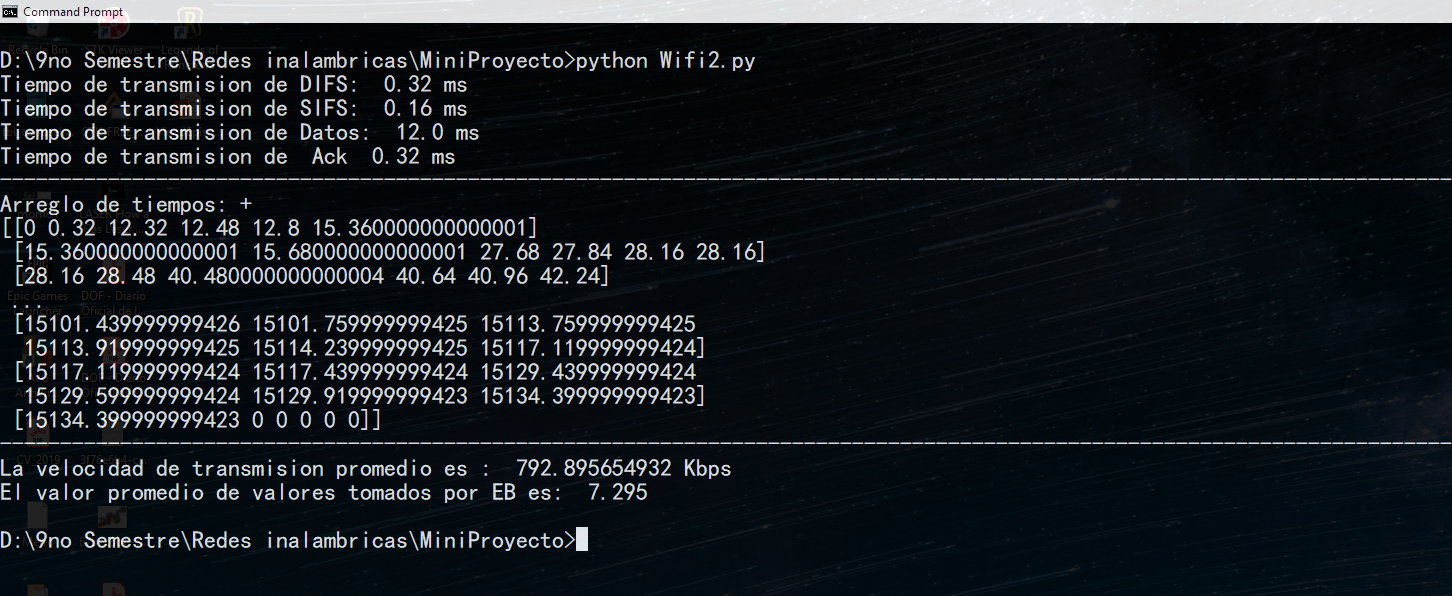 Command Prompt
D:\9no Semestre\Redes inalambricas\MiniProyecto>python Wifi2.py
Tiempo de transmision de DIFS:  0.32 ms
Tiempo de transmision de SIFS:  0.16 ms
Tiempo de transmision de Datos:  12.0 ms
Tiempo de transmision de  Ack  0.32 ms
Arreglo de tiempos: +
[[0 0.32 12.32 12.48 12.8 15.360000000000001]
 [15.360000000000001 15.680000000000001 27.68 27.84 28.16 28.16]
 [28.16 28.48 40.480000000000004 40.64 40.96 42.24]
 ...
 [15101.439999999426 15101.759999999425 15113.759999999425
  15113.919999999425 15114.239999999425 15117.119999999424]
 [15117.119999999424 15117.439999999424 15129.439999999424
  15129.599999999424 15129.919999999423 15134.399999999423]
 [15134.399999999423 0 0 0 0 0]]
La velocidad de transmision promedio es :  792.895654932 Kbps
El valor promedio de valores tomados por EB es:  7.295
D:\9no Semestre\Redes inalambricas\MiniProyecto>